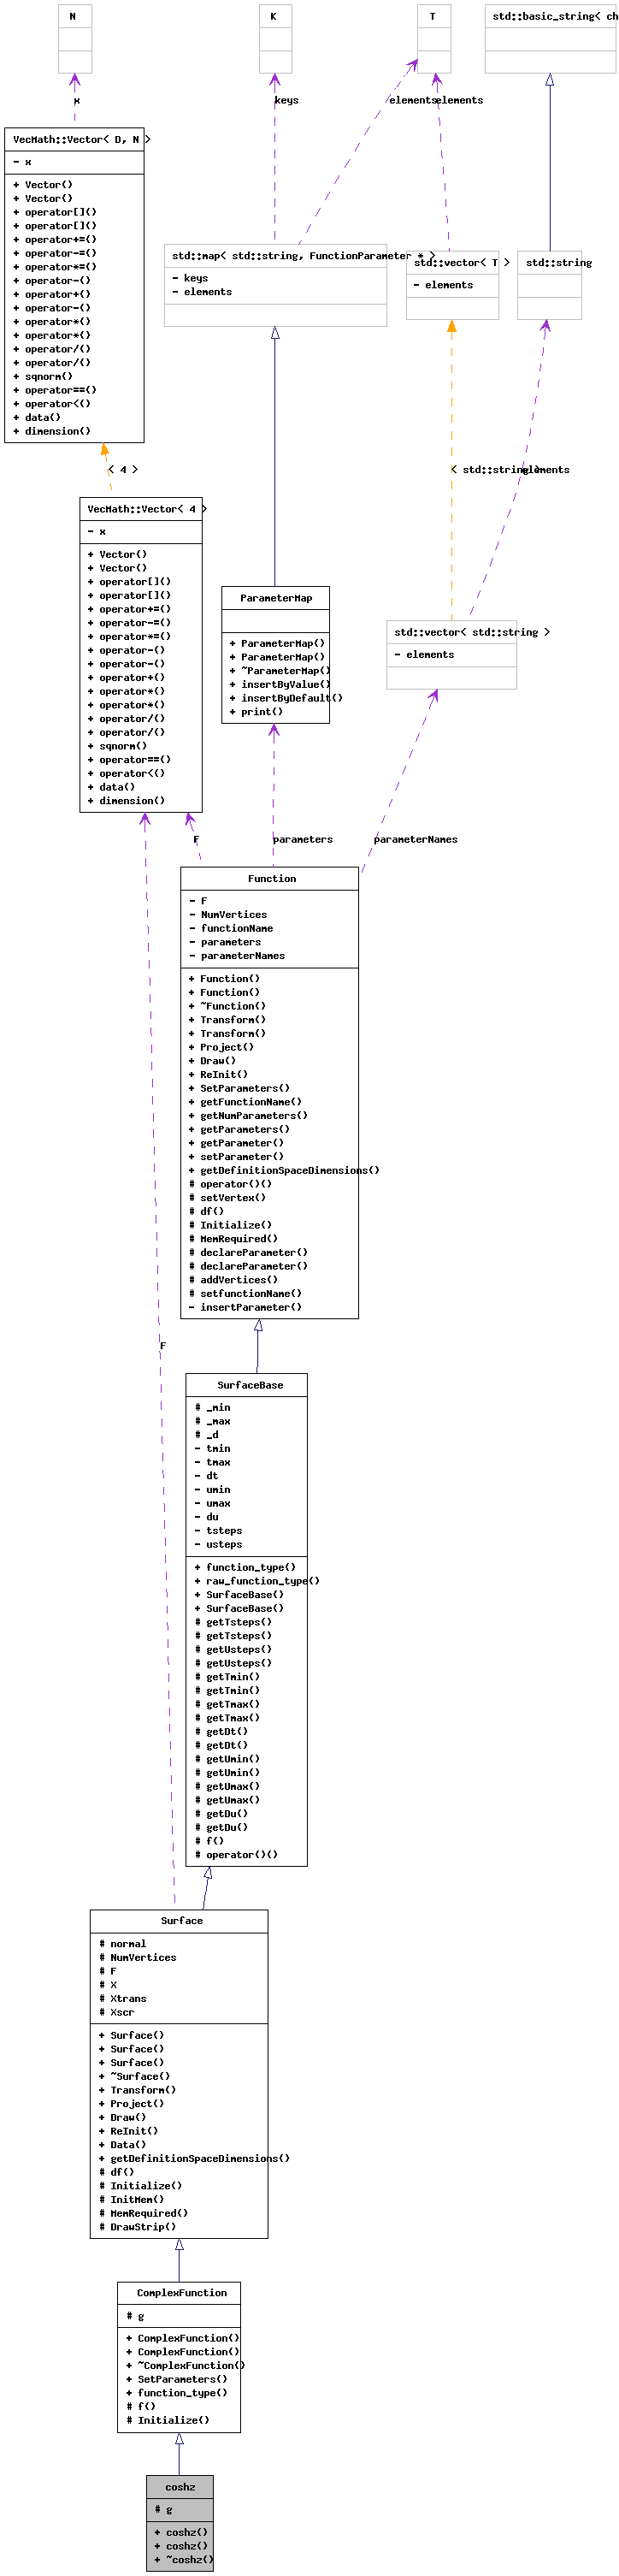 N
K
T
std::basic_string< ch
x
keys
elements
elements
VecMath::Vector< D, N >
- x
+ Vector()
+ Vector()
+ operator[]()
+ operator[]()
+ operator+=()
+ operator-=()
+ operator*=()
+ operator-()
+ operator+()
+ operator-()
+ operator*()
+ operator*()
+ operator/()
+ operator/()
+ sqnorm()
+ operator==()
+ operator<()
+ data()
+ dimension()
std::map< std::string, FunctionParameter * >
- keys
- elements
std::vector< T >
- elements
std::string
< 4 >
< std::string >
elements
VecMath::Vector< 4 >
- x
+ Vector()
+ Vector()
+ operator[]()
+ operator[]()
+ operator+=()
+ operator-=()
+ operator*=()
+ operator-()
+ operator-()
+ operator+()
+ operator*()
+ operator*()
+ operator/()
+ operator/()
+ sqnorm()
+ operator==()
+ operator<()
+ data()
+ dimension()
ParameterMap
+ ParameterMap()
+ ParameterMap()
+ ~ParameterMap()
+ insertByValue()
+ insertByDefault()
+ print()
std::vector< std::string >
- elements
F
parameters
parameterNames
Function
- F
- NumVertices
- functionName
- parameters
- parameterNames
+ Function()
+ Function()
+ ~Function()
+ Transform()
+ Transform()
+ Project()
+ Draw()
+ ReInit()
+ SetParameters()
+ getFunctionName()
+ getNumParameters()
+ getParameters()
+ getParameter()
+ setParameter()
+ getDefinitionSpaceDimensions()
# operator()()
# setVertex()
# df()
# Initialize()
# MemRequired()
# declareParameter()
# declareParameter()
# addVertices()
# setfunctionName()
- insertParameter()
F
SurfaceBase
# _min
# _max
# _d
- tmin
- tmax
- dt
- umin
- umax
- du
- tsteps
- usteps
+ function_type()
+ raw_function_type()
+ SurfaceBase()
+ SurfaceBase()
# getTsteps()
# getTsteps()
# getUsteps()
# getUsteps()
# getTmin()
# getTmin()
# getTmax()
# getTmax()
# getDt()
# getDt()
# getUmin()
# getUmin()
# getUmax()
# getUmax()
# getDu()
# getDu()
# f()
# operator()()
Surface
# normal
# NumVertices
# F
# X
# Xtrans
# Xscr
+ Surface()
+ Surface()
+ Surface()
+ ~Surface()
+ Transform()
+ Project()
+ Draw()
+ ReInit()
+ Data()
+ getDefinitionSpaceDimensions()
# df()
# Initialize()
# InitMem()
# MemRequired()
# DrawStrip()
ComplexFunction
# g
+ ComplexFunction()
+ ComplexFunction()
+ ~ComplexFunction()
+ SetParameters()
+ function_type()
# f()
# Initialize()
coshz
# g
+ coshz()
+ coshz()
+ ~coshz()